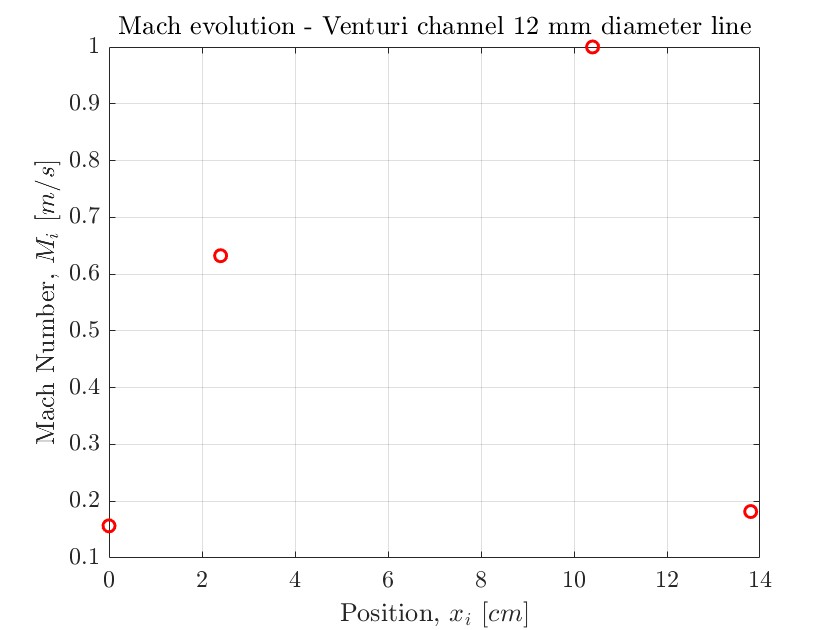 Mach evolution - Venturi channel 12 mm diameter line
1
0.9
0.8
0.7
0.6
0.5
0.4
0.3
0.2
0.1
Mach Number, M_i [m/s]
0 2 4 6 8 10 12 14
Position, x_i [cm]